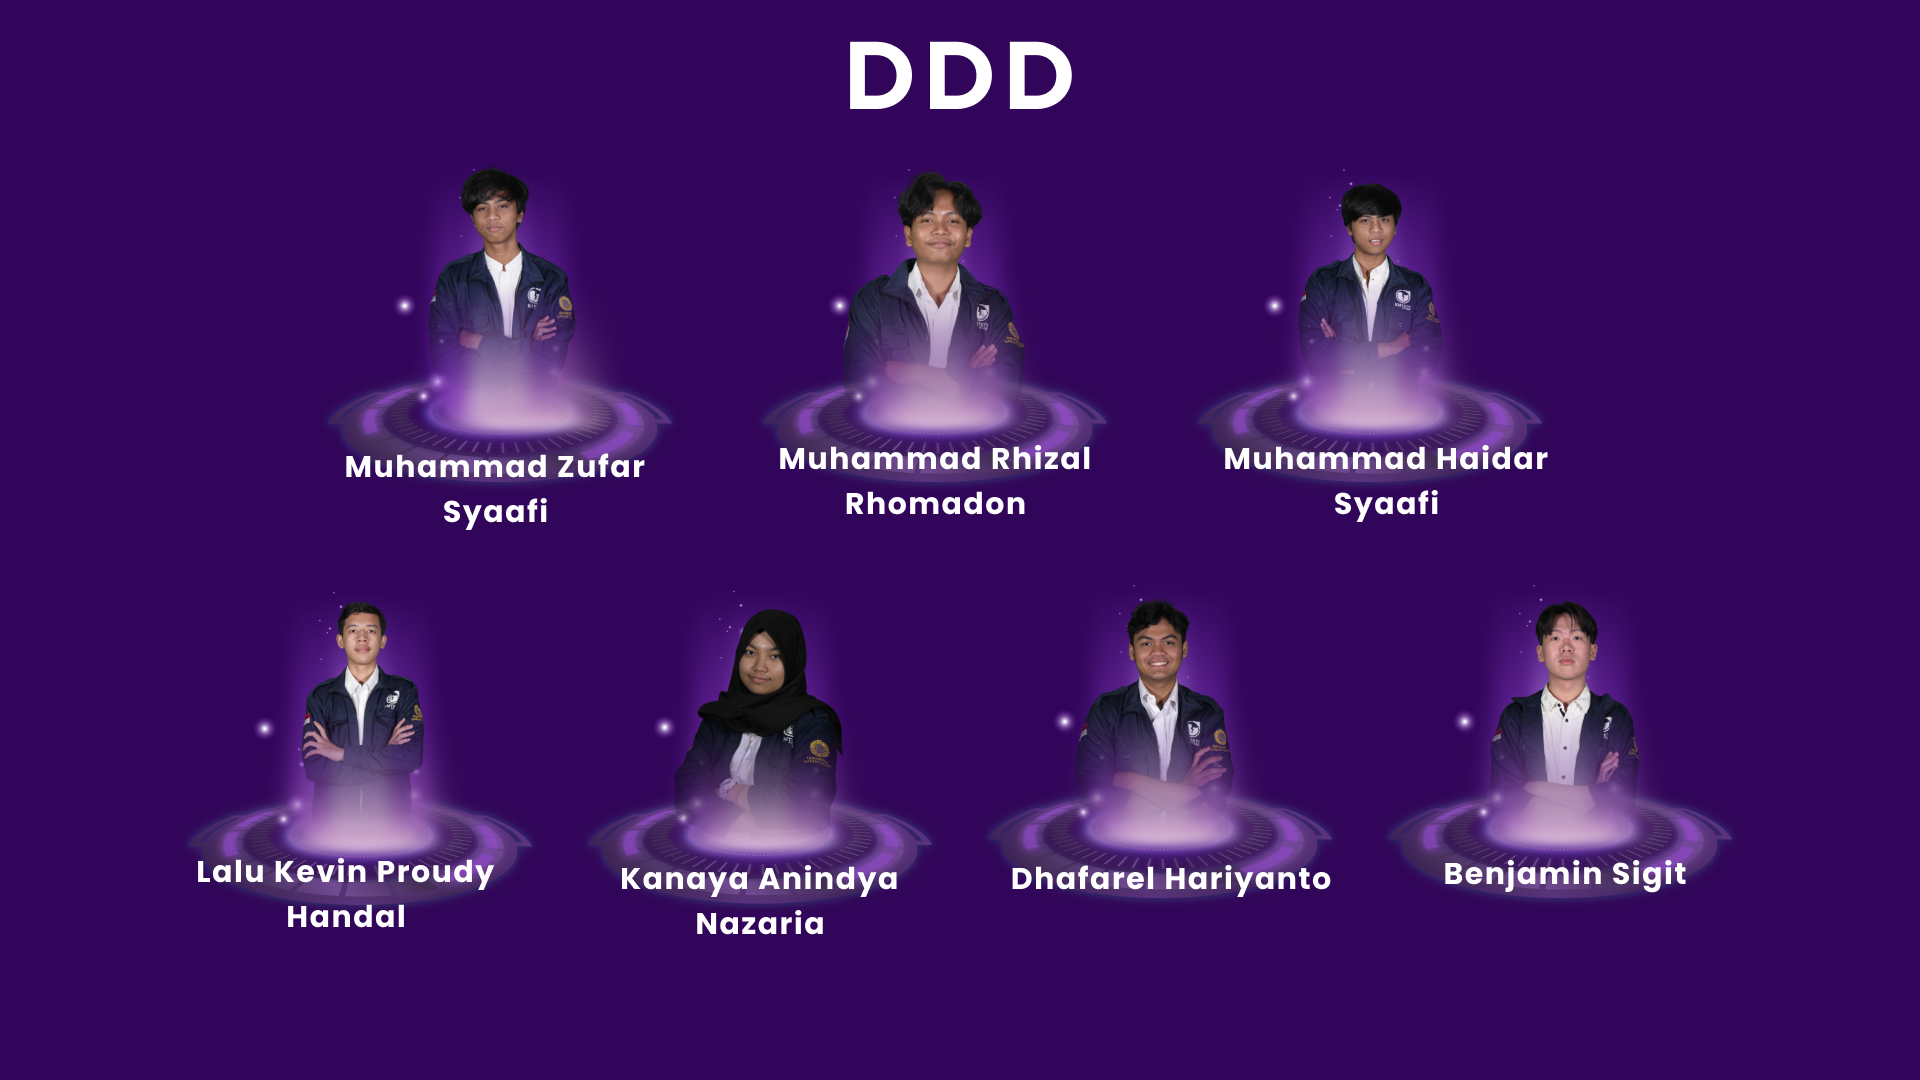 DDD
Muhammad Zufar
Syaafi
Muhammad Rhizal
Rhomadon
Muhammad Haidar
Syaafi
Lalu Kevin Proudy
Handal
Kanaya Anindya
Nazaria
Dhafarel Hariyanto
Benjamin Sigit